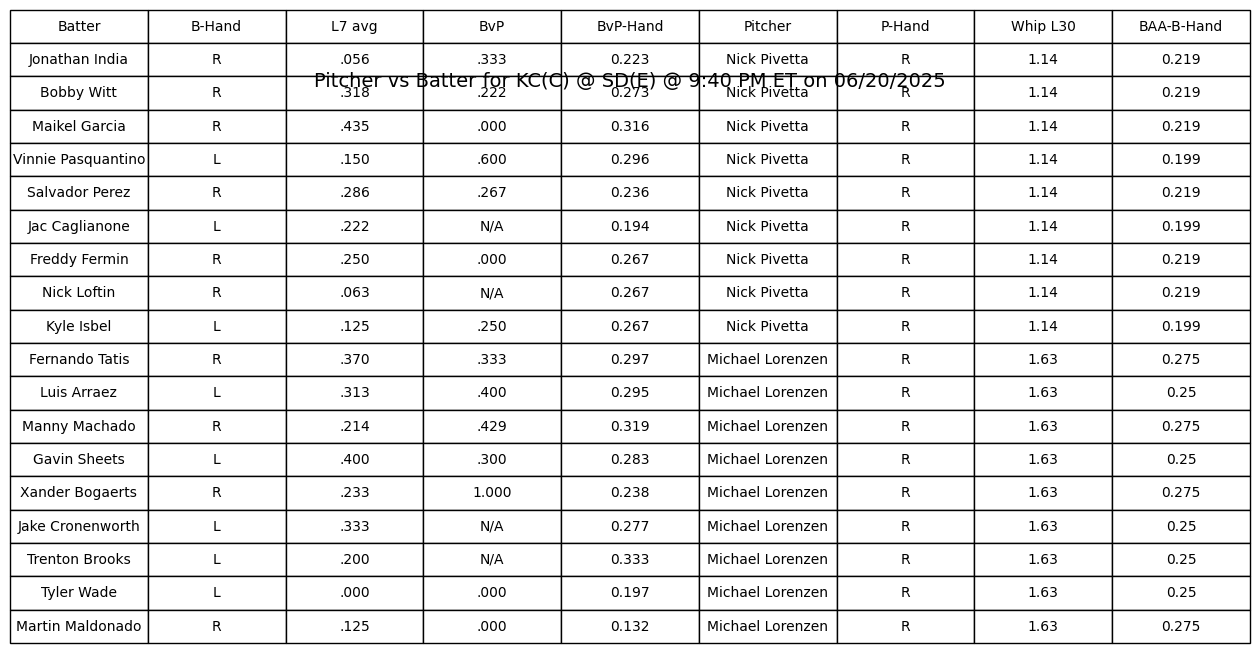 Batter B-Hand L7 avg BvP BvP-Hand Pitcher P-Hand Whip L30 BAA-B-Hand
Jonathan India R .056 .333 0.223 Nick Pivetta R 1.14 0.219
Pitcher vs Batter for KC(C) @ SD(E) @ 9:40 PM ET on 06/20/2025
Bobby Witt R .318 .222 0.273 Nick Pivetta R 1.14 0.219
Maikel Garcia R .435 .000 0.316 Nick Pivetta R 1.14 0.219
Vinnie Pasquantino L .150 .600 0.296 Nick Pivetta R 1.14 0.199
Salvador Perez R .286 .267 0.236 Nick Pivetta R 1.14 0.219
Jac Caglianone L .222 N/A 0.194 Nick Pivetta R 1.14 0.199
Freddy Fermin R .250 .000 0.267 Nick Pivetta R 1.14 0.219
Nick Loftin R .063 N/A 0.267 Nick Pivetta R 1.14 0.219
Kyle Isbel L .125 .250 0.267 Nick Pivetta R 1.14 0.199
Fernando Tatis R .370 .333 0.297 Michael Lorenzen R 1.63 0.275
Luis Arraez L .313 .400 0.295 Michael Lorenzen R 1.63 0.25
Manny Machado R .214 .429 0.319 Michael Lorenzen R 1.63 0.275
Gavin Sheets L .400 .300 0.283 Michael Lorenzen R 1.63 0.25
Xander Bogaerts R .233 1.000 0.238 Michael Lorenzen R 1.63 0.275
Jake Cronenworth L .333 N/A 0.277 Michael Lorenzen R 1.63 0.25
Trenton Brooks L .200 N/A 0.333 Michael Lorenzen R 1.63 0.25
Tyler Wade L .000 .000 0.197 Michael Lorenzen R 1.63 0.25
Martin Maldonado R .125 .000 0.132 Michael Lorenzen R 1.63 0.275